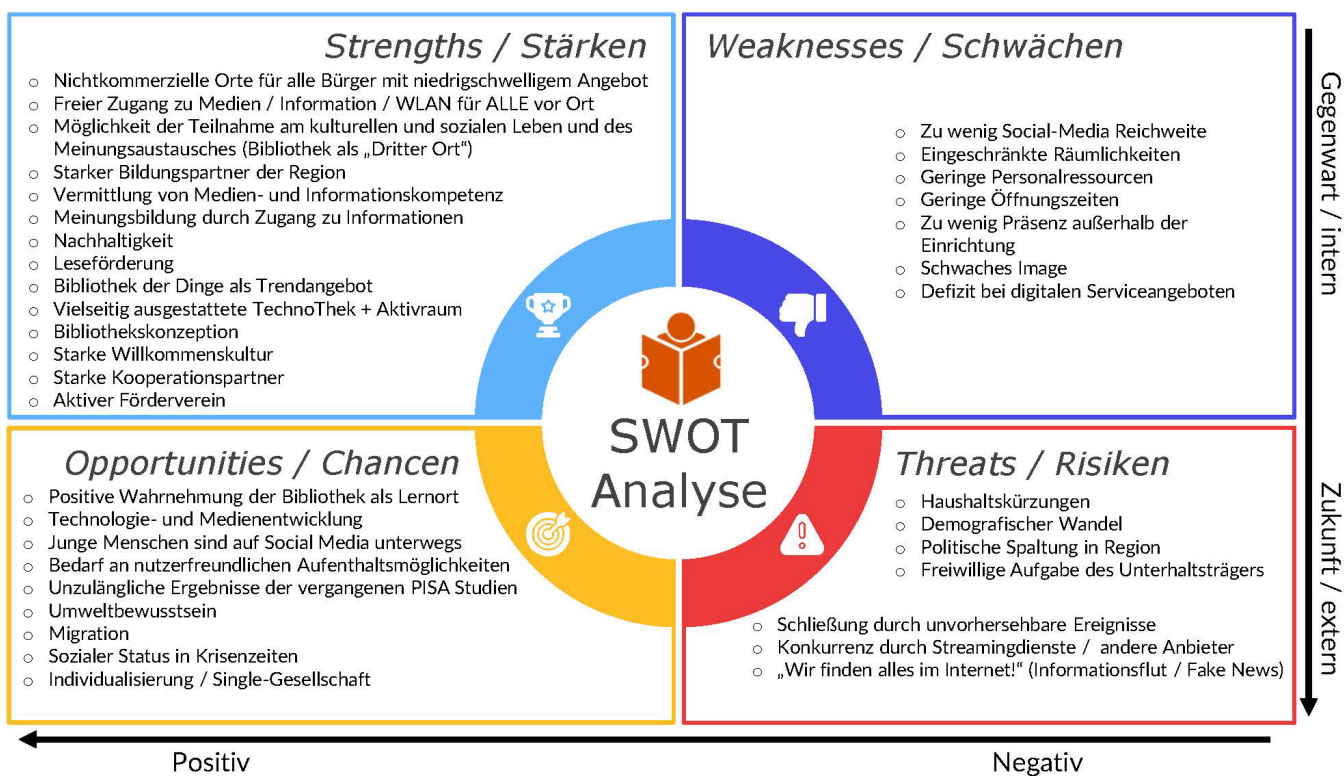 Strengths / Stärken
o Nichtkommerzielle Orte für alle Bürger mit niedrigschwelligem Angebot
o Freier Zugang zu Medien / Information / WLAN für ALLE vor Ort
o Möglichkeit der Teilnahme am kulturellen und sozialen Leben und des
Meinungsaustausches (Bibliothek als „Dritter Ort“)
o Starker Bildungspartner der Region
o Vermittlung von Medien- und Informationskompetenz
o Meinungsbildung durch Zugang zu Informationen
o Nachhaltigkeit
o Leseförderung
o Bibliothek der Dinge als Trendangebot
o Vielseitig ausgestattete TechnoThek + Aktivraum
o Bibliothekskonzeption
o Starke Willkommenskultur
o Starke Kooperationspartner
o Aktiver Förderverein
Weaknesses / Schwächen
o Zu wenig Social-Media Reichweite
o Eingeschränkte Räumlichkeiten
o Geringe Personalressourcen
o Geringe Öffnungszeiten
o Zu wenig Präsenz außerhalb der
Einrichtung
o Schwaches Image
o Defizit bei digitalen Serviceangeboten
Gegenwart / intern
SWOT
Analyse
Opportunities / Chancen
o Positive Wahrnehmung der Bibliothek als Lernort
o Technologie- und Medienentwicklung
o Junge Menschen sind auf Social Media unterwegs
o Bedarf an nutzerfreundlichen Aufenthaltsmöglichkeiten
o Unzulängliche Ergebnisse der vergangenen PISA Studien
o Umweltbewusstsein
o Migration
o Sozialer Status in Krisenzeiten
o Individualisierung / Single-Gesellschaft
Threats / Risiken
o Haushaltskürzungen
o Demografischer Wandel
o Politische Spaltung in Region
o Freiwillige Aufgabe des Unterhaltsträgers
o Schließung durch unvorhersehbare Ereignisse
o Konkurrenz durch Streamingdienste / andere Anbieter
o „Wir finden alles im Internet!“ (Informationsflut / Fake News)
Zukunft / extern
Positiv
Negativ